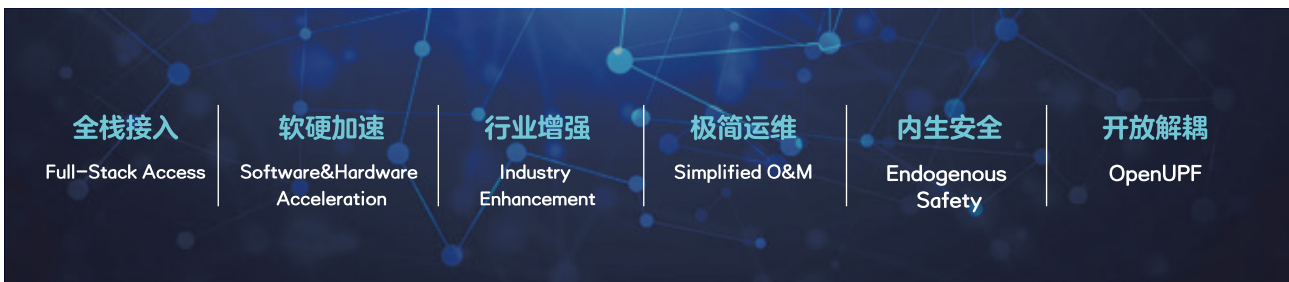 全栈接入
Full-Stack Access
软硬加速
Software&Hardware
Acceleration
行业增强
Industry
Enhancement
极简运维
Simplified O&M
内生安全
Endogenous
Safety
开放解耦
OpenUPF